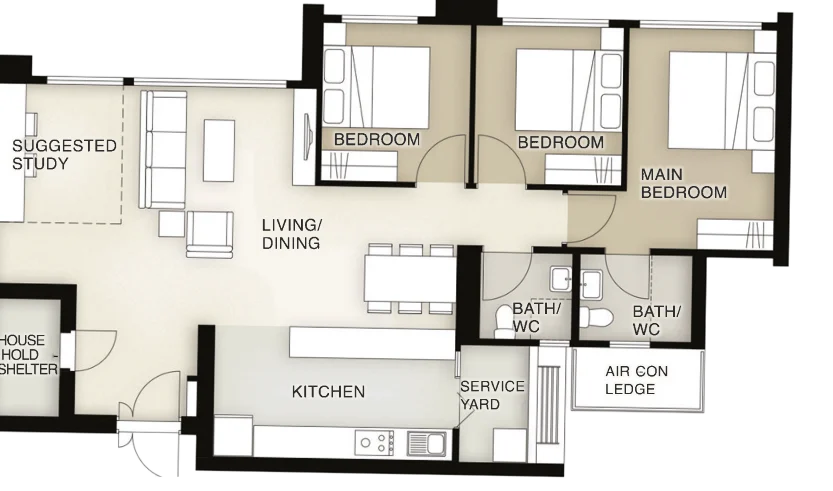 BEDROOM
BEDROOM
SUGGESTED
STUDY
MAIN
BEDROOM
LIVING/
DINING
BATH/
WC
BATH/
WC
HOUSE
HOLD
SHELTER
KITCHEN
SERVICE
YARD
AIR CON
LEDGE